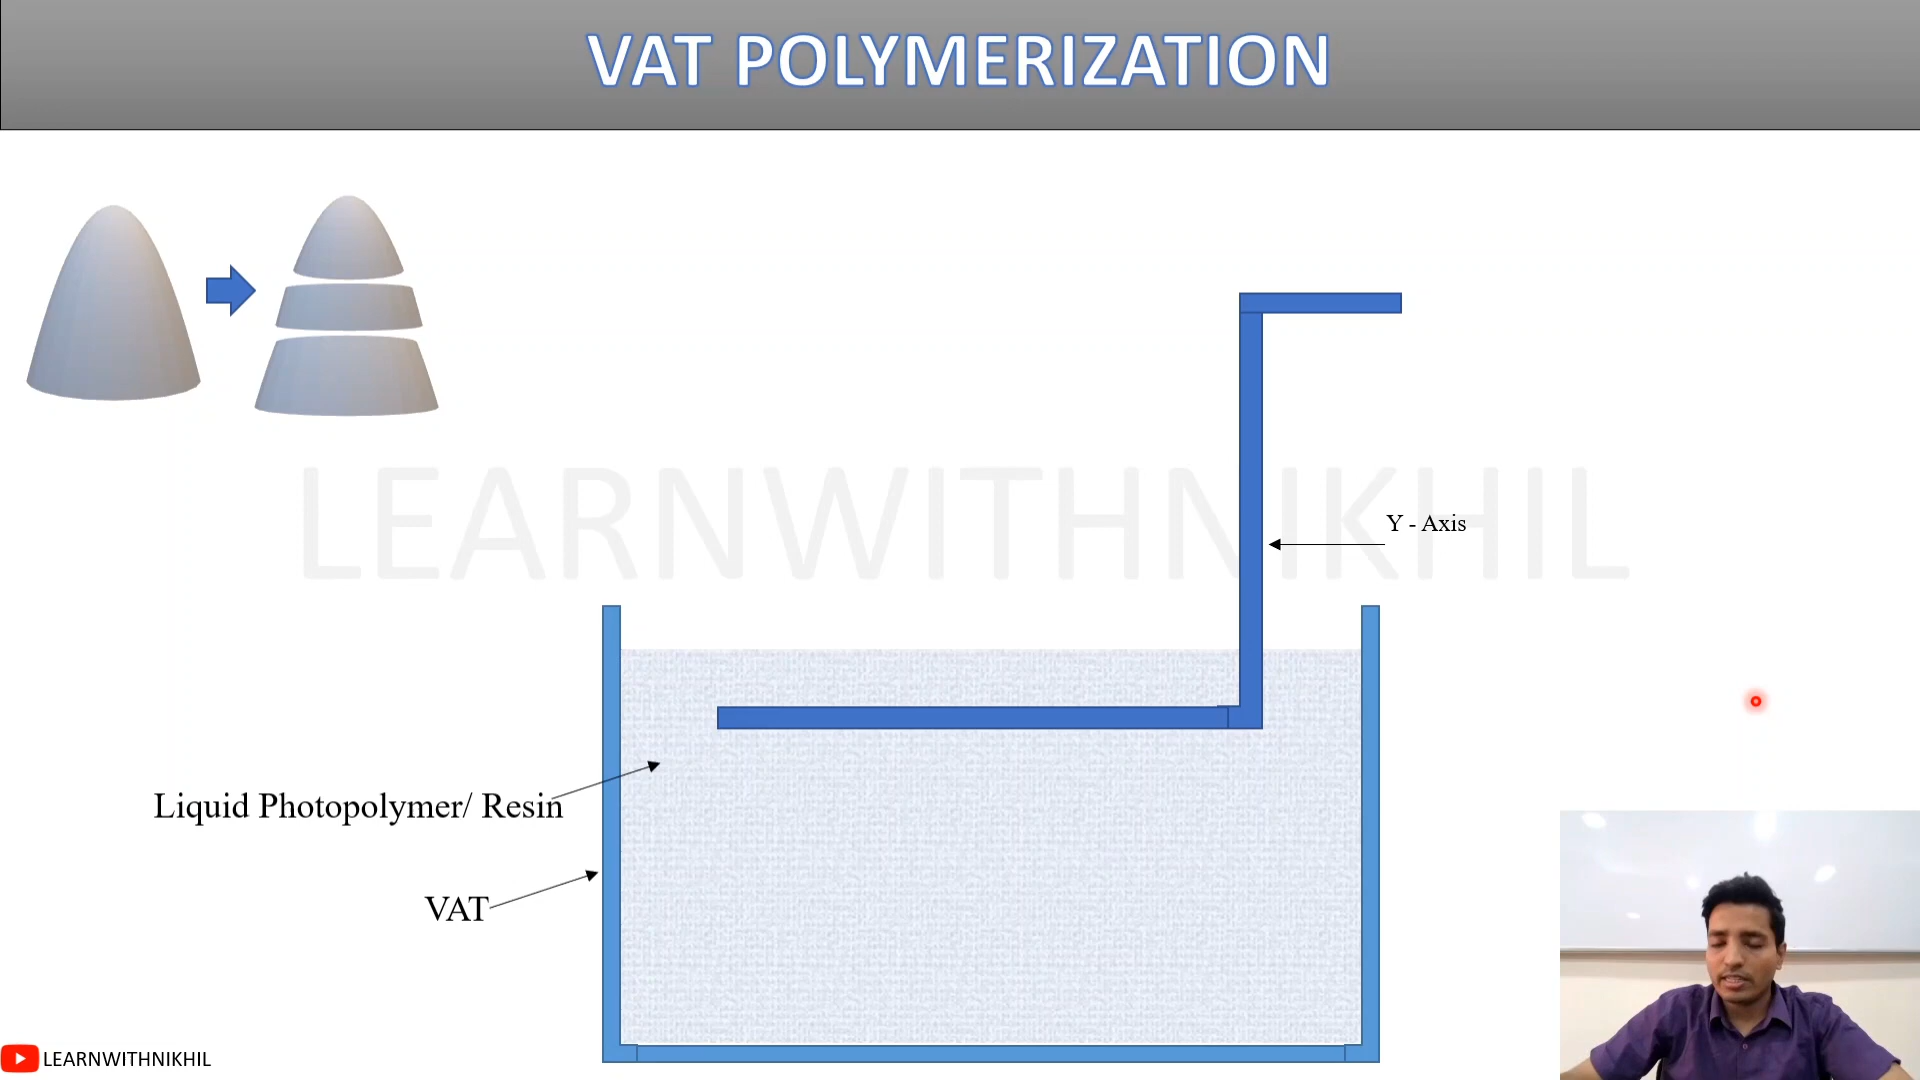 VAT POLYMERIZATION
LEARNWITHNIKHIL
Y - Axis
Liquid Photopolymer/ Resin
VAT
LEARNWITHNIKHIL